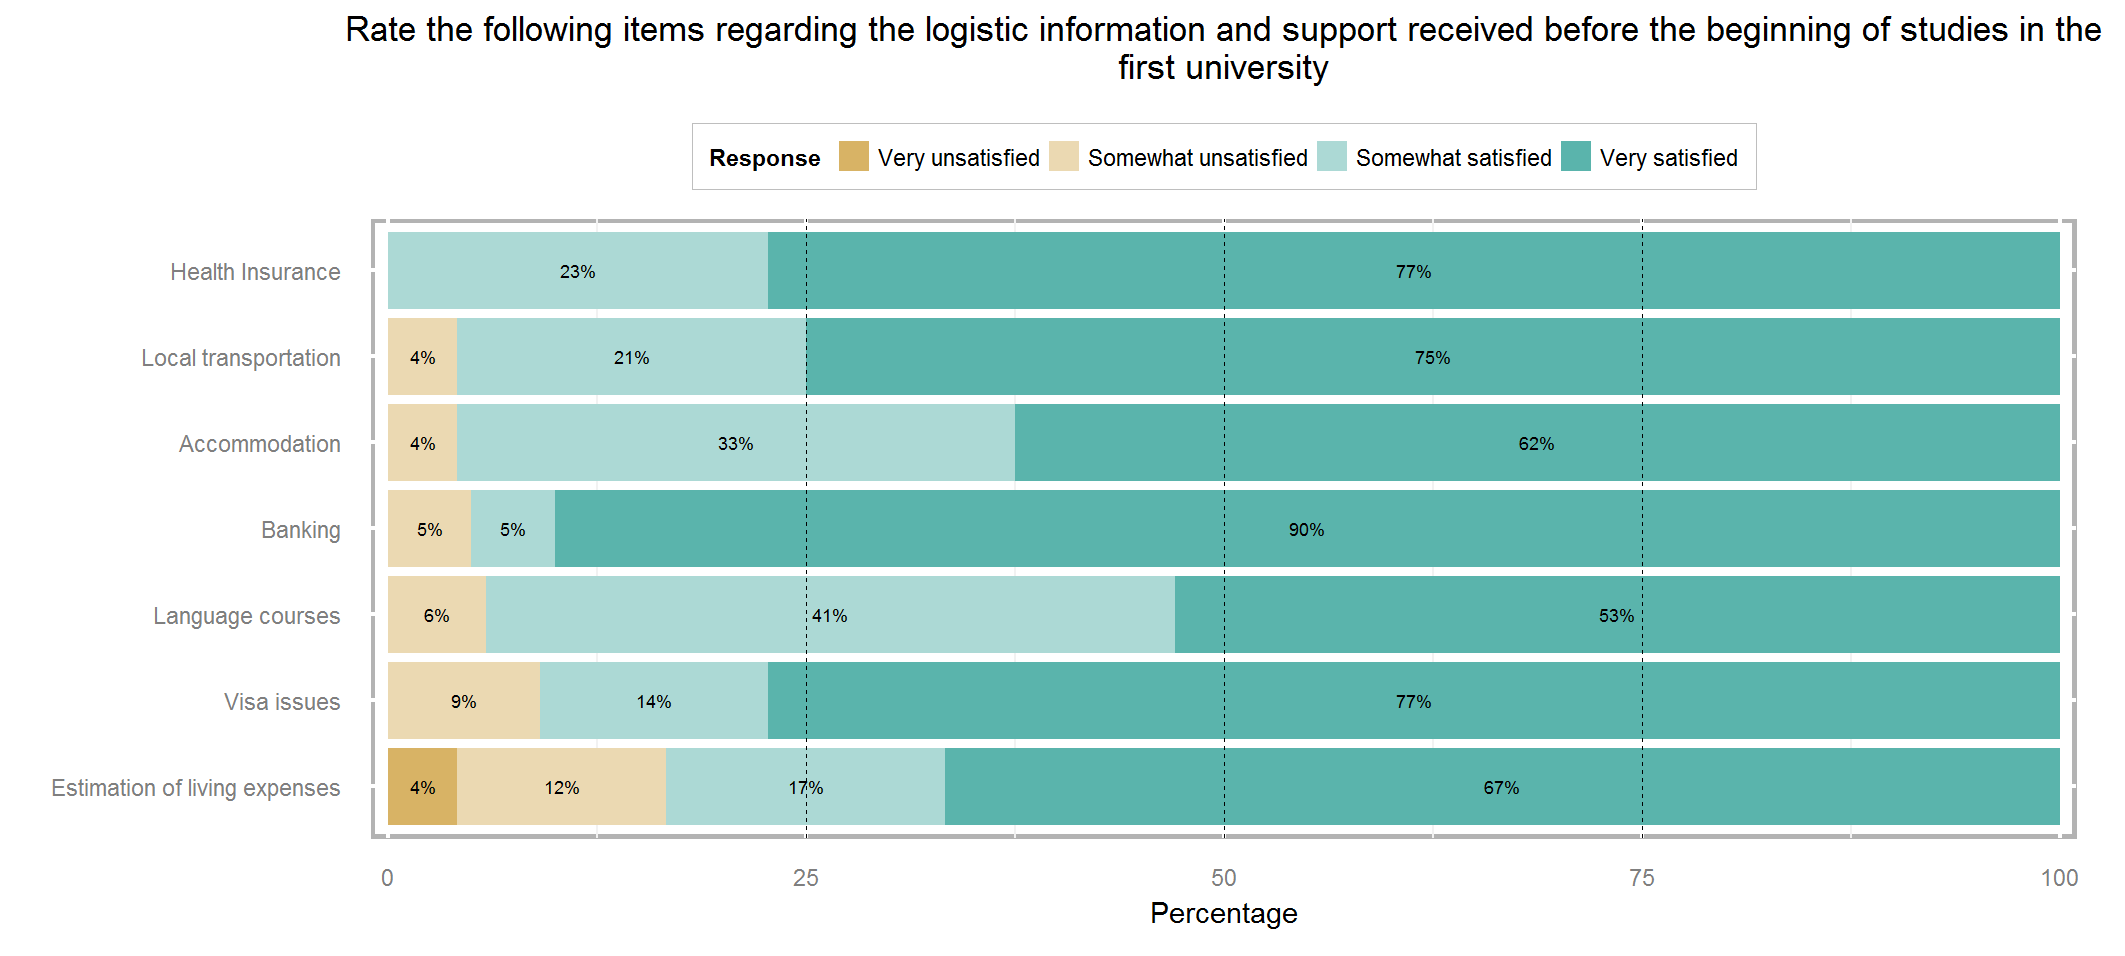 Rate the following items regarding the logistic information and support received before the beginning of studies in the
first university
Response Very unsatisfied Somewhat unsatisfied Somewhat satisfied Very satisfied
Health Insurance 23% 77%
Local transportation 4% 21% 75%
Accommodation 4% 33% 62%
Banking 5% 5% 90%
Language courses 6% 41% 53%
Visa issues 9% 14% 77%
Estimation of living expenses 4% 12% 17% 67%
0 25 50 75 100
Percentage